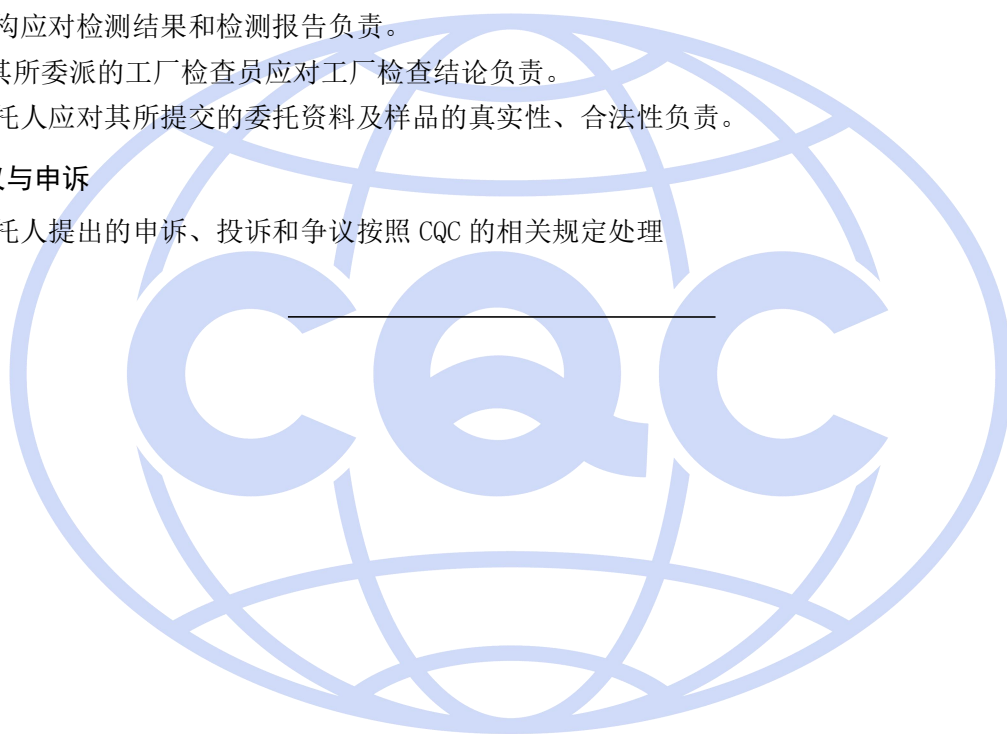 构应对检测结果和检测报告负责。
其所委派的工厂检查员应对工厂检查结论负责。
托人应对其所提交的委托资料及样品的真实性、合法性负责。
议与申诉
托人提出的申诉、投诉和争议按照 CQC 的相关规定处理
CQC